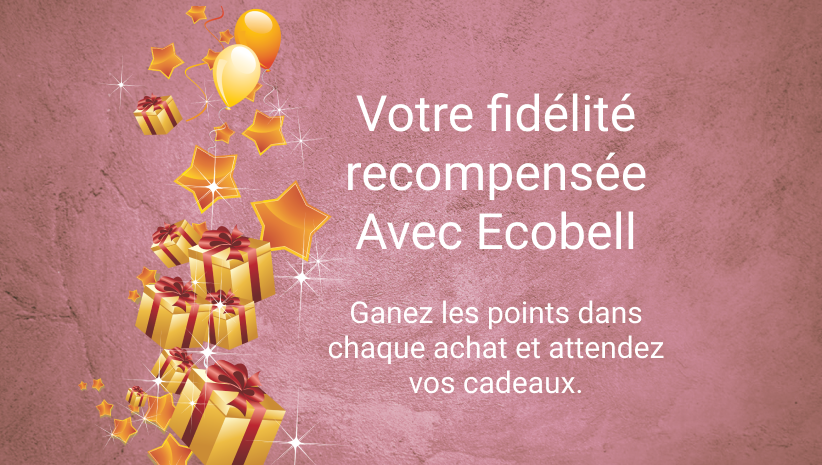 Votre fidélité
recompensée
Avec Ecobell
Ganez les points dans
chaque achat et attendez
vos cadeaux.